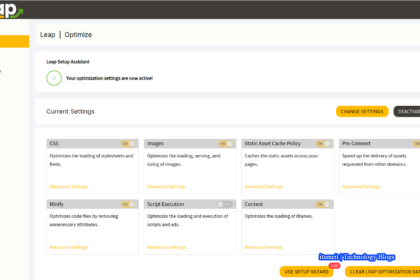 ap
Leap | Optimize
Leap Setup Assistant
Your optimization settings are now active!
Current Settings
CHANGE SETTINGS
CSS
ON
Optimizes the loading of stylesheets and
fonts.
Advanced Settings
Images
ON
Optimizes the loading, serving, and
sizing of images.
Advanced Settings
Static Asset Cache Policy
ON
Caches the static assets across your
pages.
Advanced Settings
Pre-Connect
Speed up the delivery of assets
requested from other domains.
Advanced Settings
Minify
ON
Optimizes code files by removing
unnecessary attributes.
Advanced Settings
Script Execution
Optimizes the loading and execution of
scripts and ads.
Advanced Settings
Content
ON
Optimizes the loading of iframes.
Advanced Settings
itsmeit Technology Blogs
USE SETUP WIZARD
CLEAR LEAP OPTIMIZATION